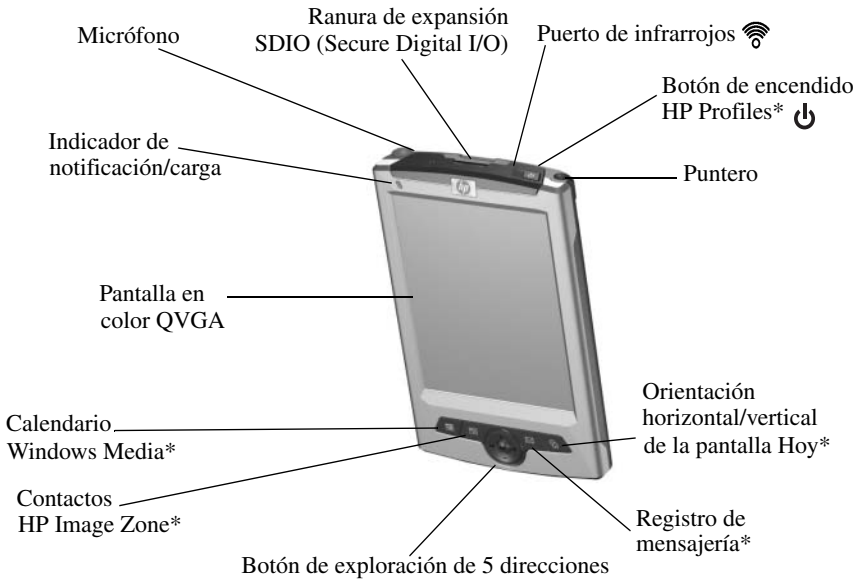 Ranura de expansión
SDIO (Secure Digital I/O)
Micrófono
Puerto de infrarrojos
Botón de encendido
HP Profiles*
Indicador de
notificación/carga
Puntero
hp
Pantalla en
color QVGA
Orientación
horizontal/vertical
de la pantalla Hoy*
Calendario
Windows Media*
Contactos
HP Image Zone*
Registro de
mensajería*
Botón de exploración de 5 direcciones